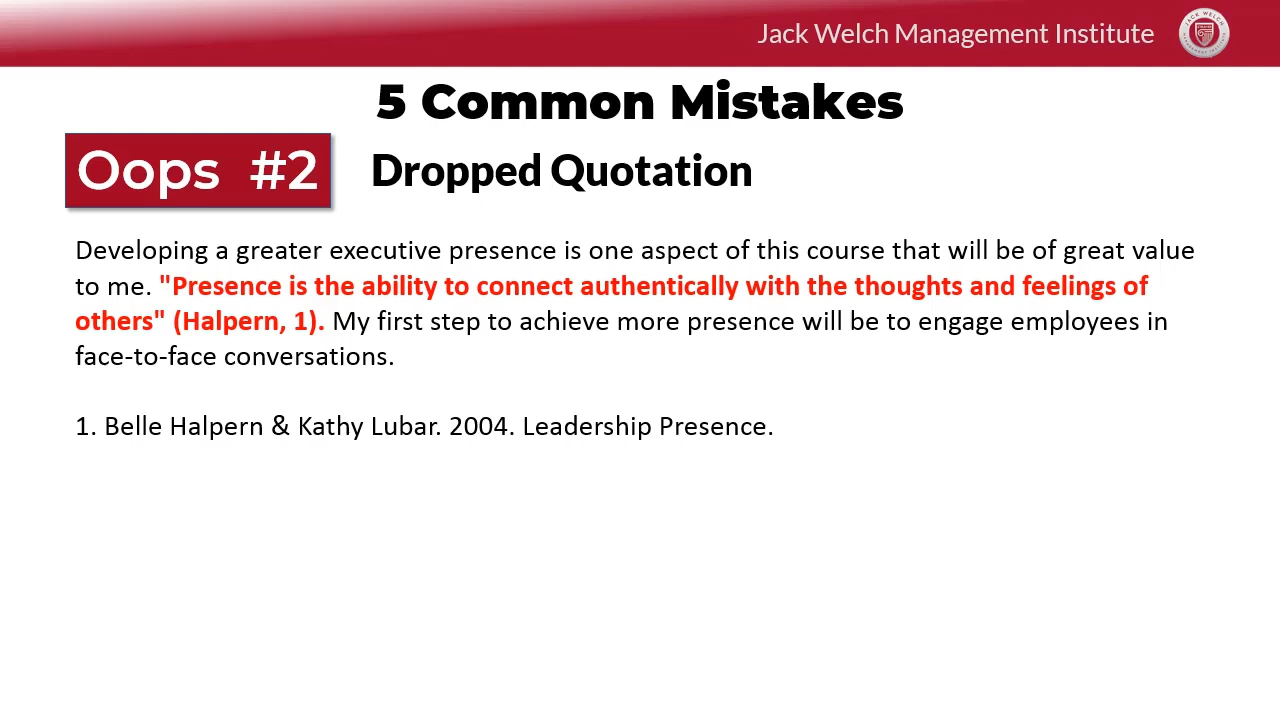 Jack Welch Management Institute
5 Common Mistakes
Oops #2
Dropped Quotation
Developing a greater executive presence is one aspect of this course that will be of great value
to me. "Presence is the ability to connect authentically with the thoughts and feelings of
others" (Halpern, 1). My first step to achieve more presence will be to engage employees in
face-to-face conversations.
1. Belle Halpern & Kathy Lubar. 2004. Leadership Presence.